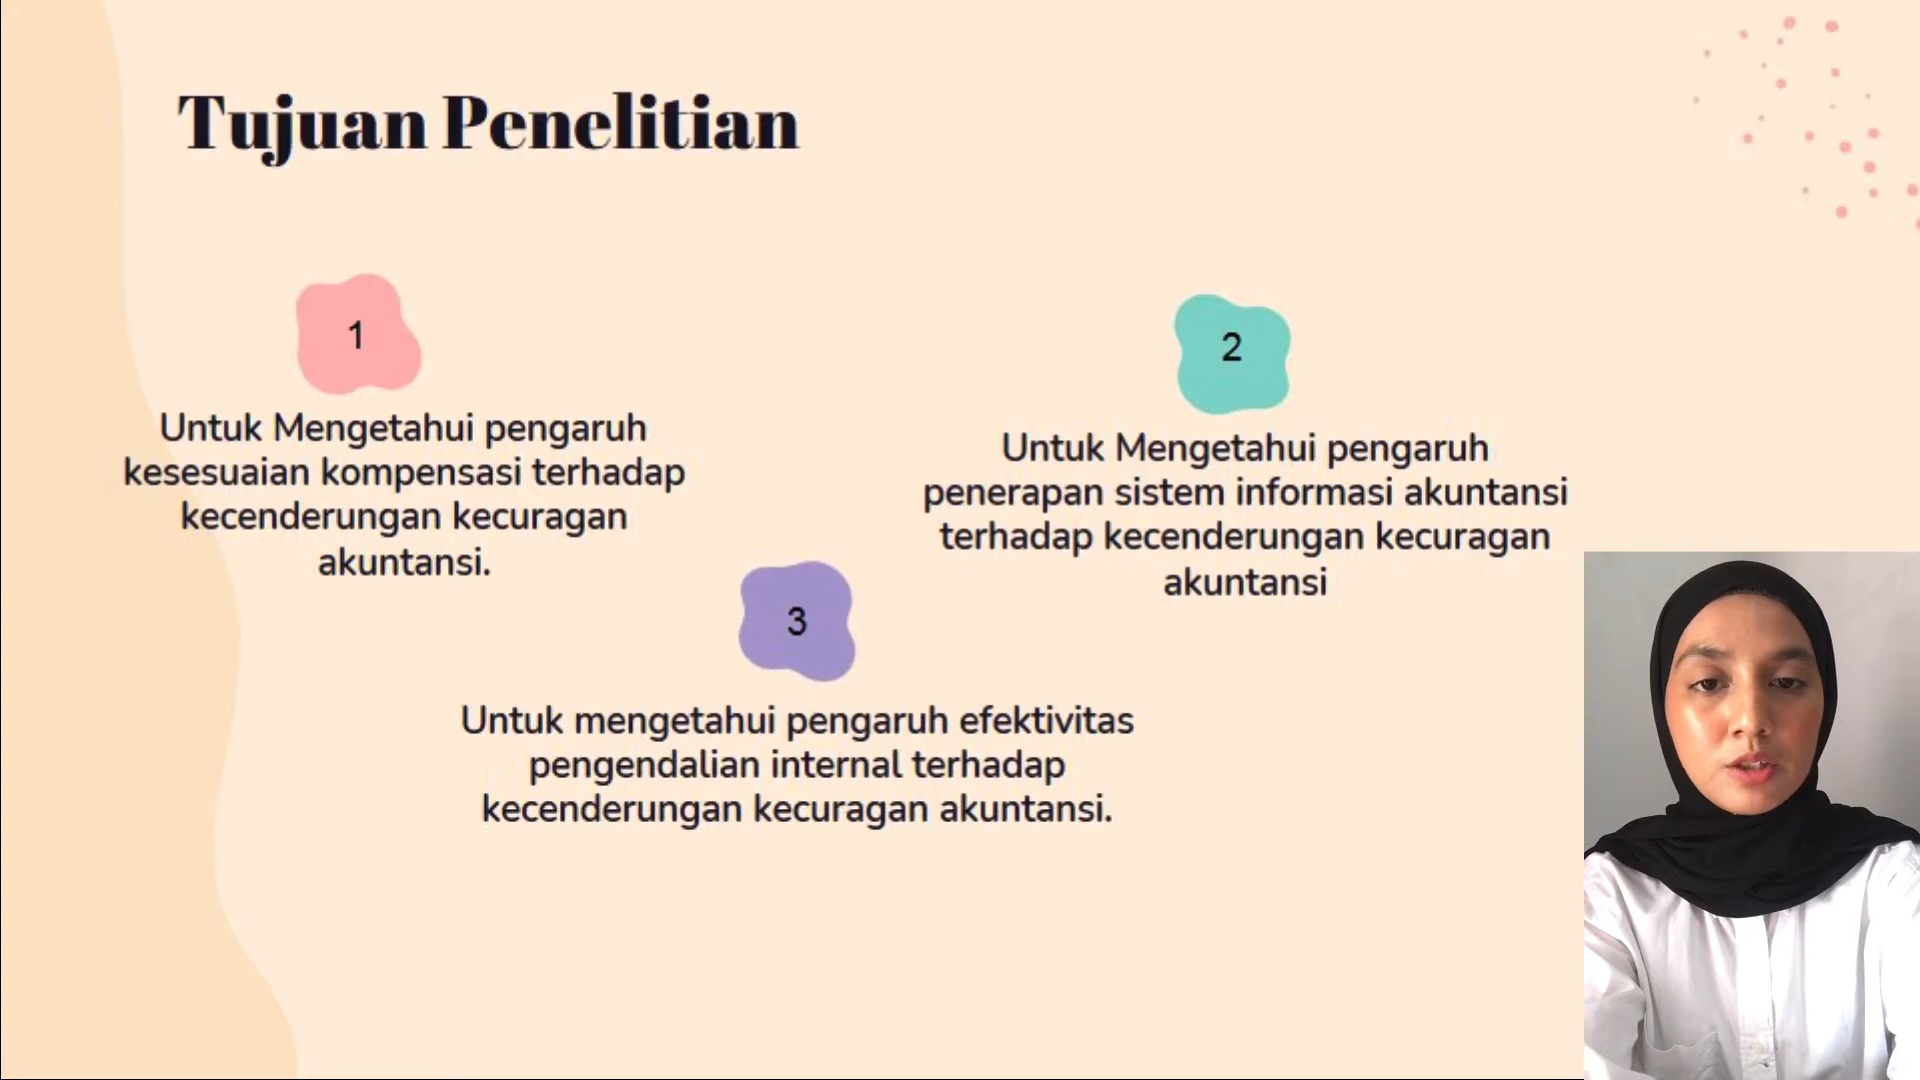 Tujuan Penelitian
1
Untuk Mengetahui pengaruh
kesesuaian kompensasi terhadap
kecenderungan kecuragan
akuntansi.
2
Untuk Mengetahui pengaruh
penerapan sistem informasi akuntansi
terhadap kecenderungan kecuragan
akuntansi
3
Untuk mengetahui pengaruh efektivitas
pengendalian internal terhadap
kecenderungan kecuragan akuntansi.